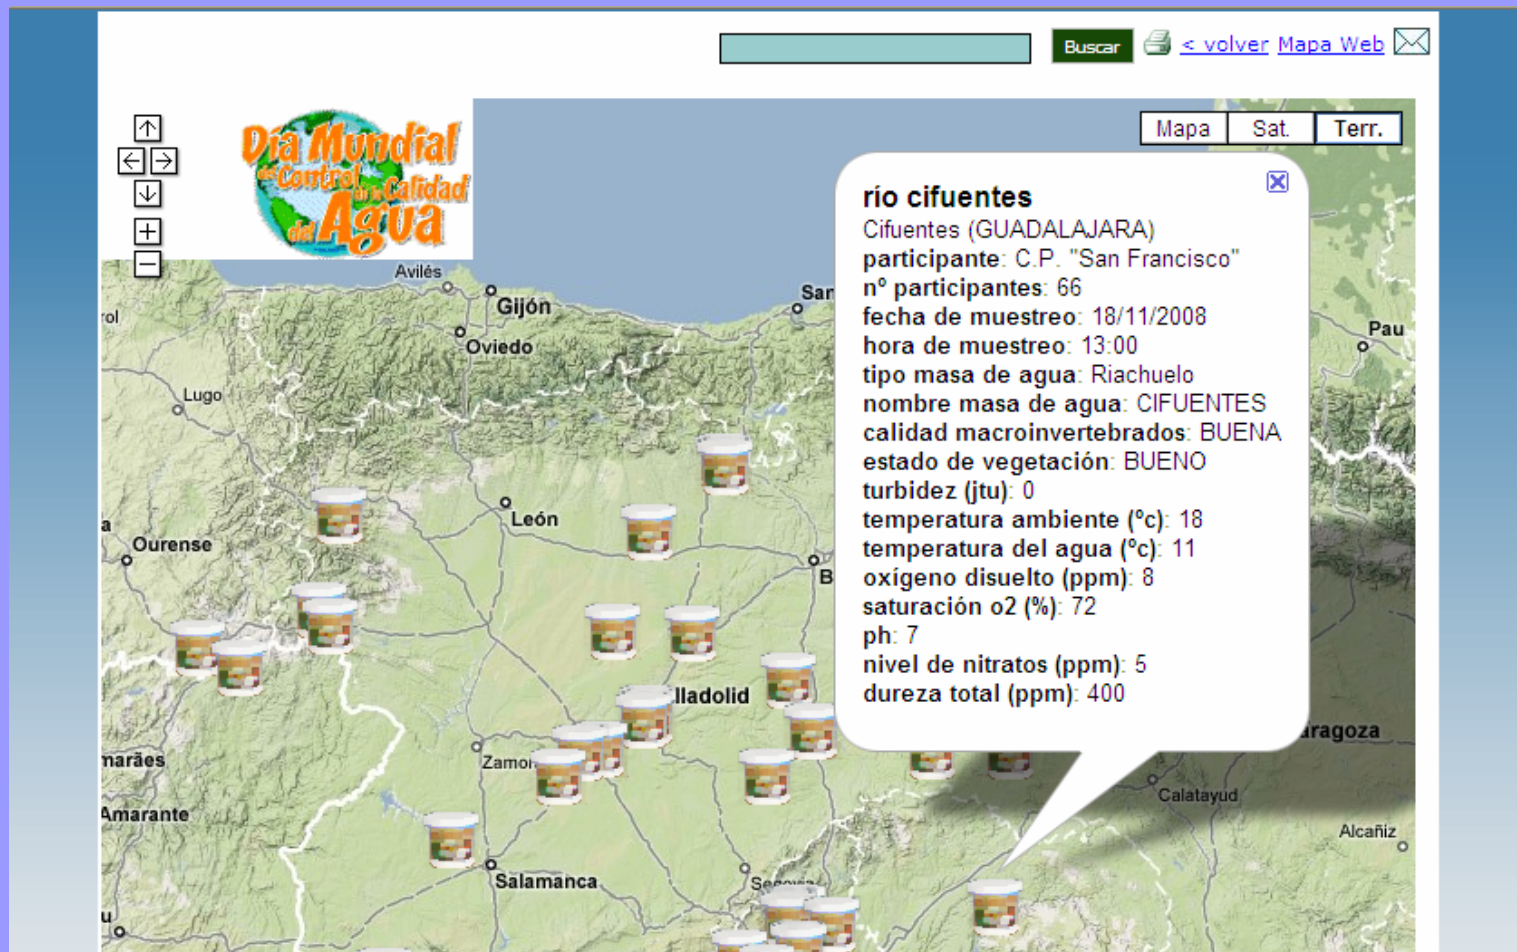 Buscar
< volver
Mapa Web
Día Mundial
del Control de la Calidad
del Agua
Mapa
Sat.
Terr.
río cifuentes
Cifuentes (GUADALAJARA)
participante: C.P. "San Francisco"
nº participantes: 66
fecha de muestreo: 18/11/2008
hora de muestreo: 13:00
tipo masa de agua: Riachuelo
nombre masa de agua: CIFUENTES
calidad macroinvertebrados: BUENA
estado de vegetación: BUENO
turbidez (jtu): 0
temperatura ambiente (ºc): 18
temperatura del agua (ºc): 11
oxígeno disuelto (ppm): 8
saturación o2 (%): 72
ph: 7
nivel de nitratos (ppm): 5
dureza total (ppm): 400
Avilés
Gijón
San
Oviedo
Pau
rol
Lugo
León
Ourense
a
B
lladolid
aragoza
marães
Zamor
Calatayud
Amarante
Alcañiz
Salamanca
Segovia
u